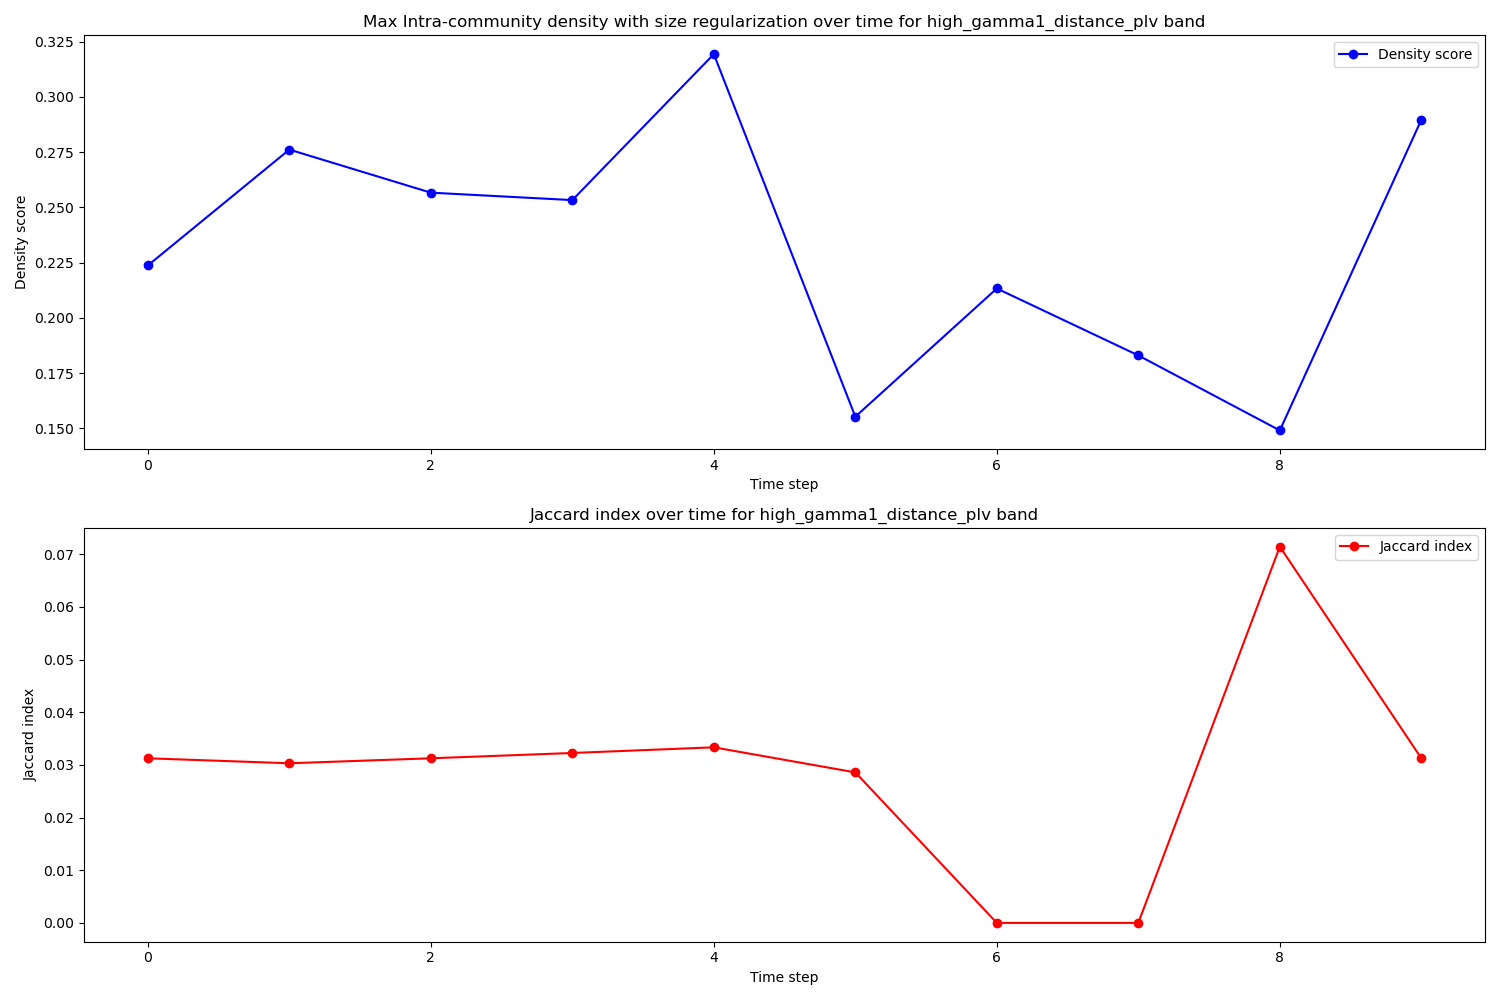 Max Intra-community density with size regularization over time for high_gamma1_distance_plv band
0.325
0.300
0.275
0.250
0.225
0.200
0.175
0.150
Density score
Density score
0 2 4 6 8
Time step
Jaccard index over time for high_gamma1_distance_plv band
0.07
0.06
0.05
0.04
0.03
0.02
0.01
0.00
Jaccard index
Jaccard index
0 2 4 6 8
Time step